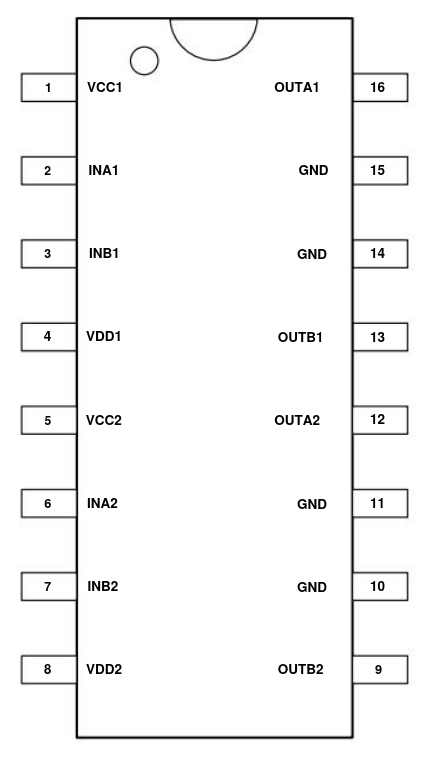 1 VCC1 OUTA1 16
2 INA1 GND 15
3 INB1 GND 14
4 VDD1 OUTB1 13
5 VCC2 OUTA2 12
6 INA2 GND 11
7 INB2 GND 10
8 VDD2 OUTB2 9